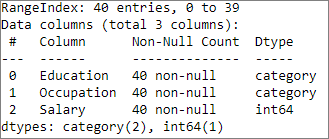 RangeIndex: 40 entries, 0 to 39
Data columns (total 3 columns):
 #   Column      Non-Null Count  Dtype
---  ------      --------------  -----
 0   Education   40 non-null     category
 1   Occupation  40 non-null     category
 2   Salary      40 non-null     int64
dtypes: category(2), int64(1)